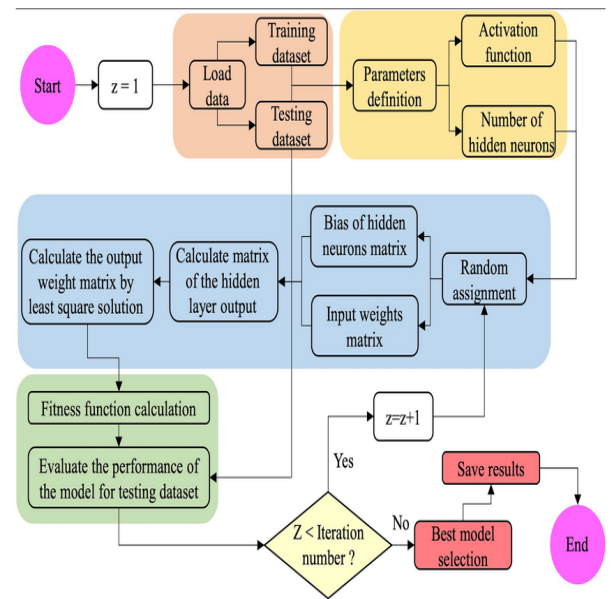 Start
z = 1
Load
data
Training
dataset
Testing
dataset
Parameters
definition
Activation
function
Number of
hidden neurons
Random
assignment
Bias of hidden
neurons matrix
Input weights
matrix
Calculate matrix
of the hidden
layer output
Calculate the output
weight matrix by
least square solution
Fitness function calculation
Evaluate the performance of
the model for testing dataset
Z < Iteration
number ?
Yes
z=z+1
No
Best model
selection
Save results
End